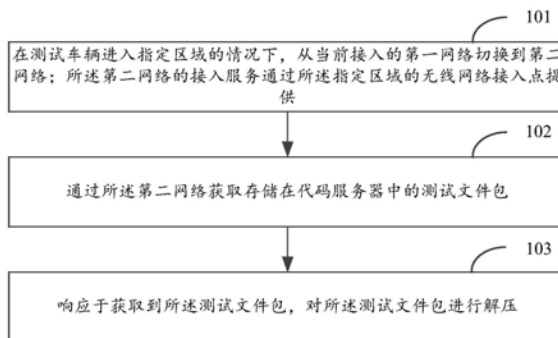 101
在测试车辆进入指定区域的情况下，从当前接入的第一网络切换到第二
网络；所述第二网络的接入服务通过所述指定区域的无线网络接入点提
供
102
通过所述第二网络获取存储在代码服务器中的测试文件包
103
响应于获取到所述测试文件包，对所述测试文件包进行解压